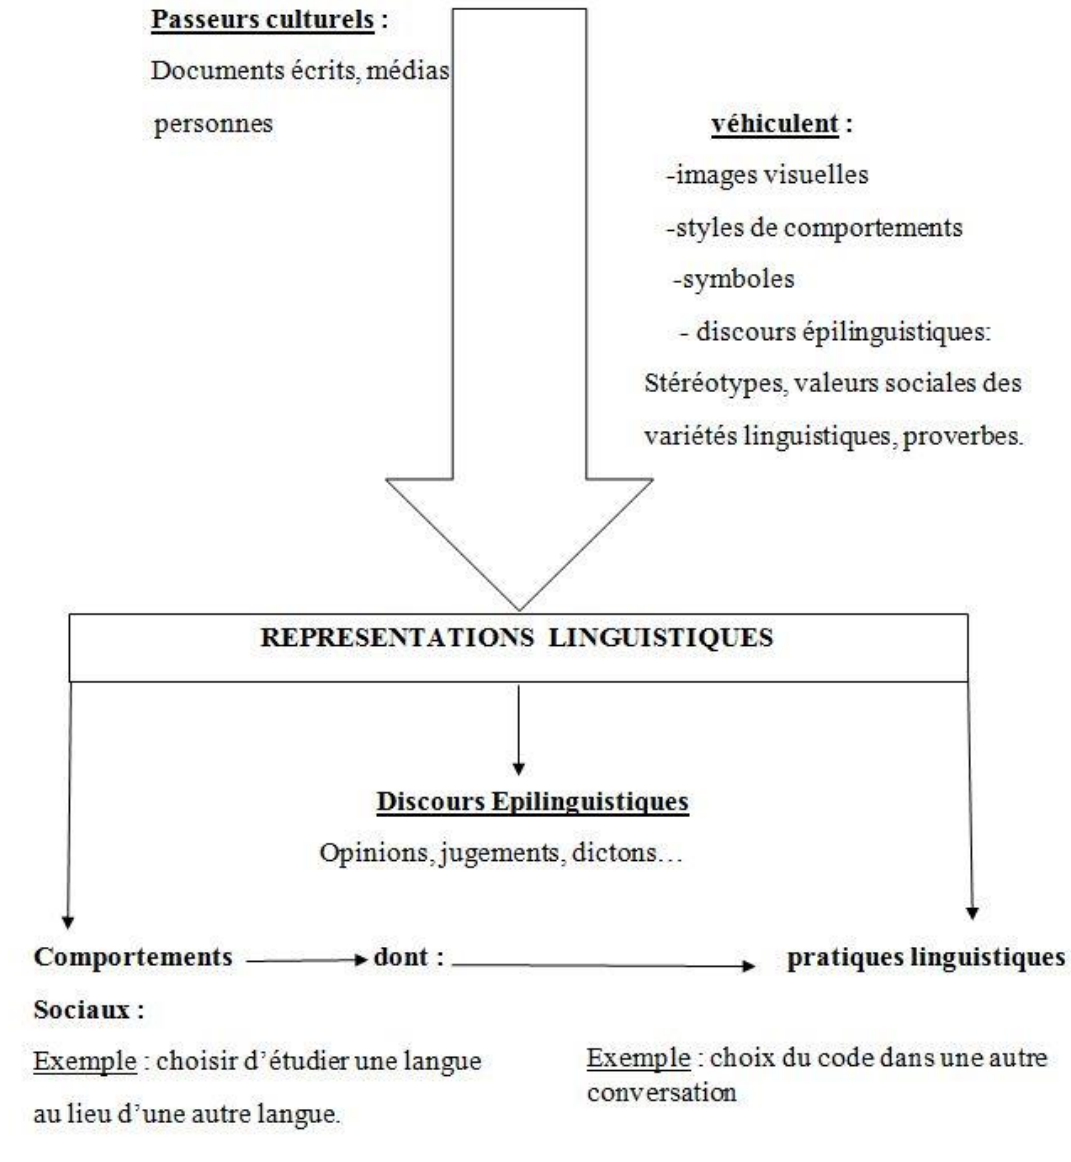 Passeurs culturels :
Documents écrits, médias
personnes
véhiculent :
-images visuelles
-styles de comportements
-symboles
- discours épilinguistiques:
Stéréotypes, valeurs sociales des
variétés linguistiques, proverbes.
REPRESENTATIONS LINGUISTIQUES
Discours Epilinguistiques
Opinions, jugements, dictons…
Comportements dont : pratiques linguistiques
Sociaux :
Exemple : choisir d’étudier une langue
au lieu d’une autre langue.
Exemple : choix du code dans une autre
conversation